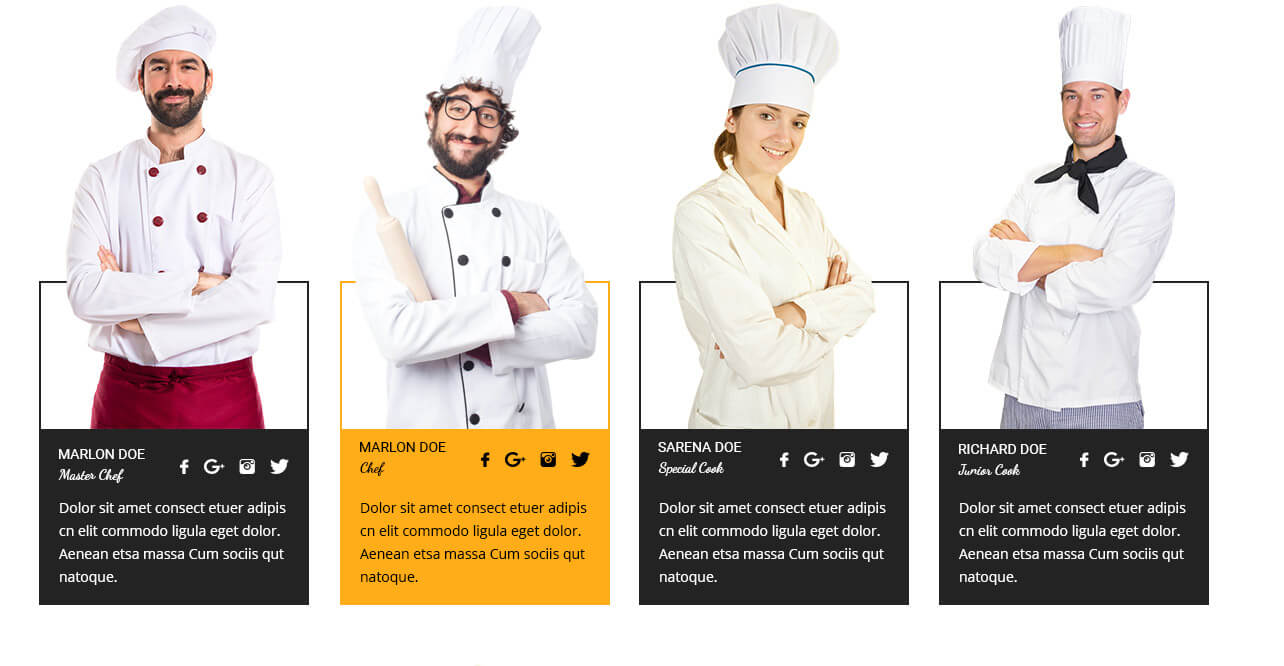 MARLON DOE
Master Chef
Dolor sit amet consect etuer adipis
cn elit commodo ligula eget dolor.
Aenean etsa massa Cum sociis qut
natoque.
MARLON DOE
Chef
Dolor sit amet consect etuer adipis
cn elit commodo ligula eget dolor.
Aenean etsa massa Cum sociis qut
natoque.
SARENA DOE
Special Cook
Dolor sit amet consect etuer adipis
cn elit commodo ligula eget dolor.
Aenean etsa massa Cum sociis qut
natoque.
RICHARD DOE
Junior Cook
Dolor sit amet consect etuer adipis
cn elit commodo ligula eget dolor.
Aenean etsa massa Cum sociis qut
natoque.